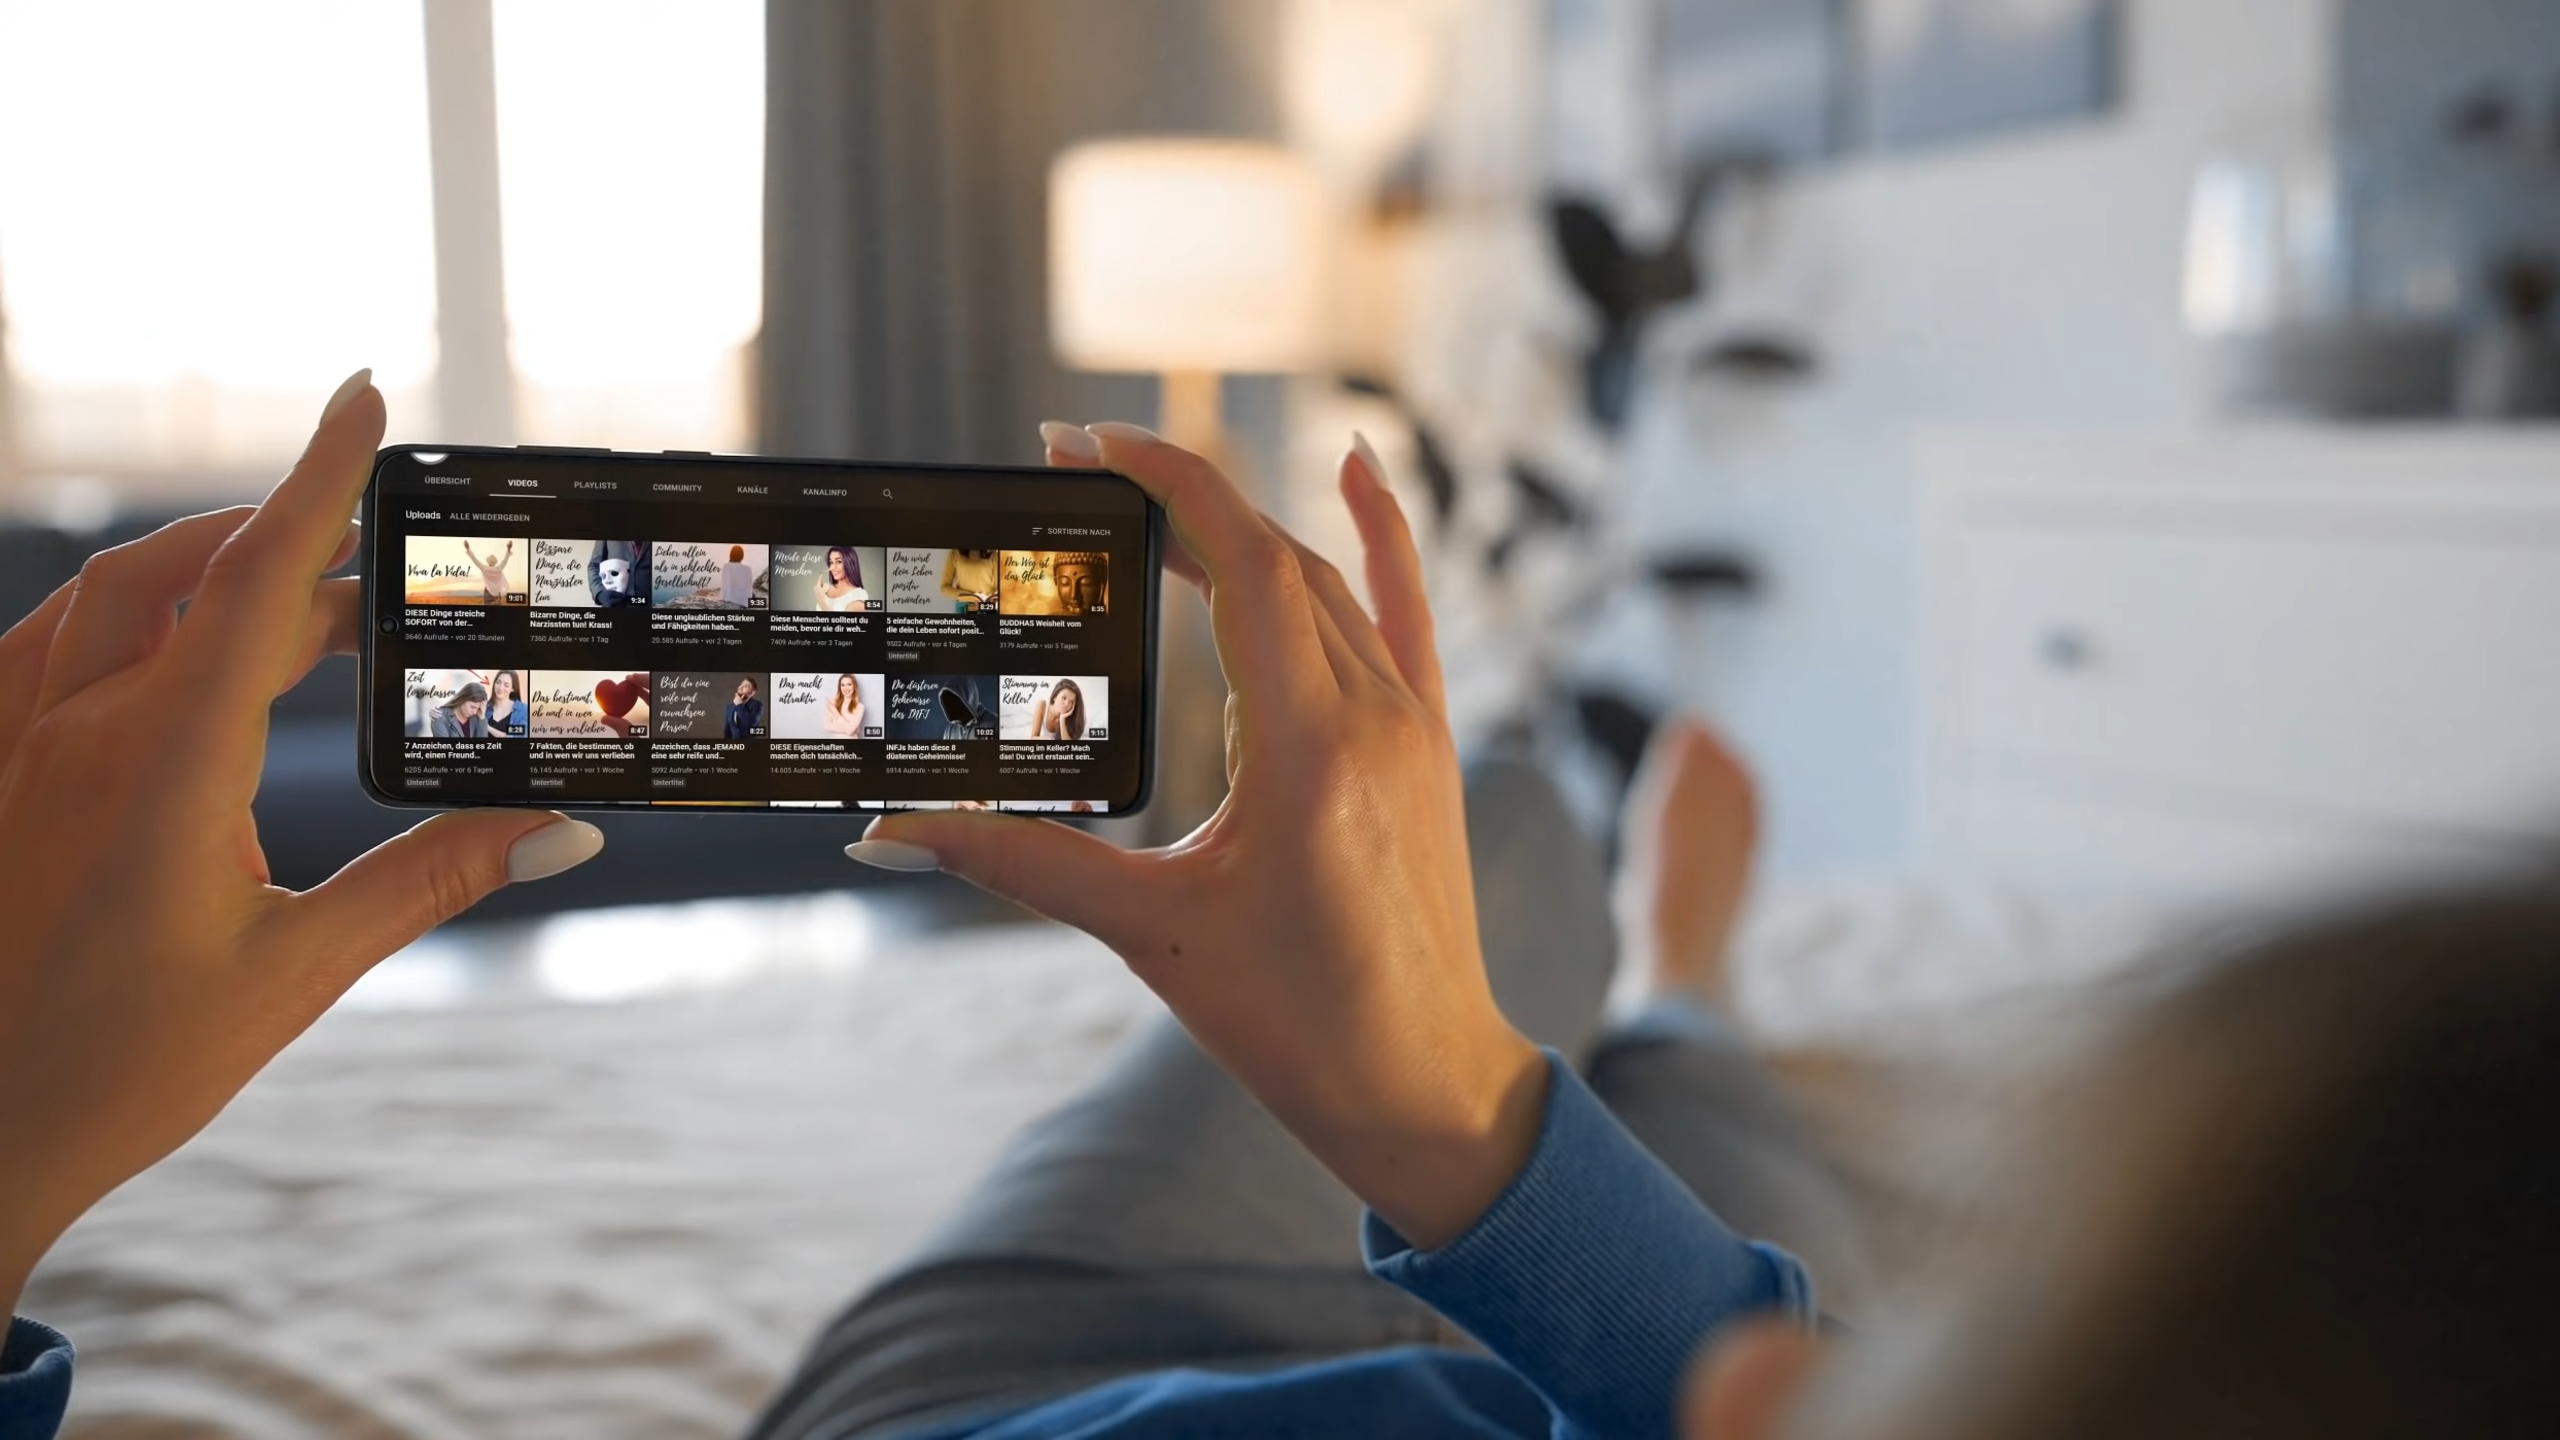 ÜBERSICHT VIDEOS PLAYLISTS COMMUNITY KANÄLE KANALINFO
Uploads ALLE WIEDERGEBEN
SORTIEREN NACH
Viva la Vida!
9:01
DIESE Dinge streiche
SOFORT von der...
3640 Aufrufe • vor 20 Stunden
Bizzare
Dinge, die
Narzissten
tun
9:34
Bizarre Dinge, die
Narzissten tun! Krass!
7360 Aufrufe • vor 1 Tag
Lieber allein
als in schlechter
Gesellschaft?
9:35
Diese unglaublichen Stärken
und Fähigkeiten haben...
20.585 Aufrufe • vor 2 Tagen
Meide diese
Menschen
8:54
Diese Menschen solltest du
meiden, bevor sie dir weh...
7409 Aufrufe • vor 3 Tagen
Das wird
dein Leben
positiv
verändern
8:29
5 einfache Gewohnheiten,
die dein Leben sofort posit...
9502 Aufrufe • vor 4 Tagen
Untertitel
Der Weg ist
das Glück
8:35
BUDDHAS Weisheit vom
Glück!
3179 Aufrufe • vor 5 Tagen
Zeit
loszulassen
8:28
7 Anzeichen, dass es Zeit
wird, einen Freund...
6205 Aufrufe • vor 6 Tagen
Untertitel
Das bestimmt,
ob und in wen
wir uns verlieben
8:47
7 Fakten, die bestimmen, ob
und in wen wir uns verlieben
16.145 Aufrufe • vor 1 Woche
Untertitel
Bist du eine
reife und
erwachsene
Person?
8:22
Anzeichen, dass JEMAND
eine sehr reife und...
5092 Aufrufe • vor 1 Woche
Untertitel
Das macht
attraktiv
8:50
DIESE Eigenschaften
machen dich tatsächlich...
14.605 Aufrufe • vor 1 Woche
Die düsteren
Geheimnisse
des INFJ
10:02
INFJs haben diese 8
düsteren Geheimnisse!
6914 Aufrufe • vor 1 Woche
Stimmung im
Keller?
9:15
Stimmung im Keller? Mach
das! Du wirst erstaunt sein...
6007 Aufrufe • vor 1 Woche